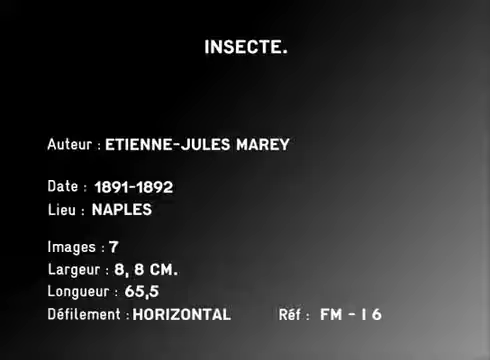 INSECTE.
Auteur : ETIENNE-JULES MAREY
Date : 1891-1892
Lieu : NAPLES
Images : 7
Largeur : 8, 8 CM.
Longueur : 65,5
Défilement : HORIZONTAL Réf : FM - I 6